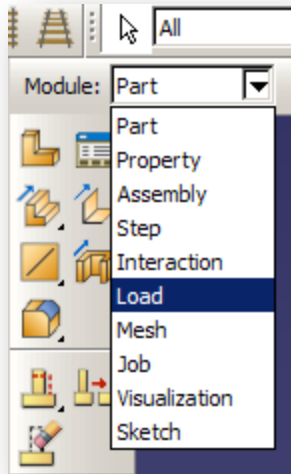 All
Module: Part
Part
Property
Assembly
Step
Interaction
Load
Mesh
Job
Visualization
Sketch